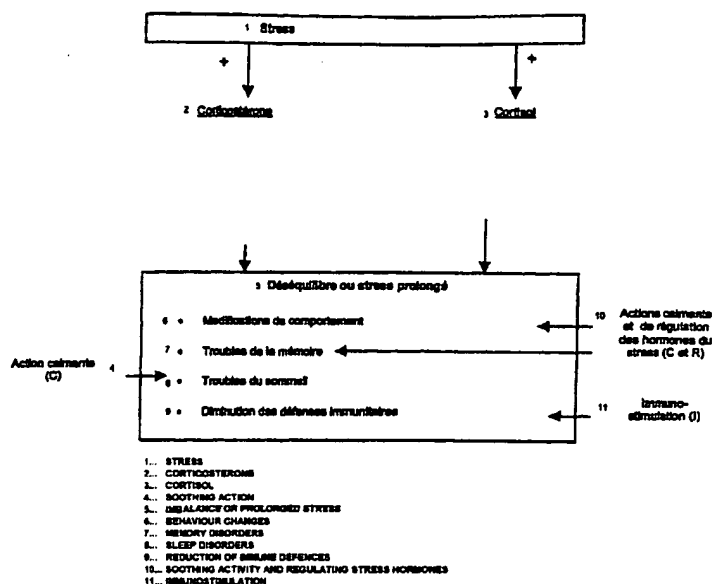 1 Stress
+ +
2 Corticostérone
3 Cortisol
5 Déséquilibre ou stress prolongé
6 • Modifications de comportement
7 • Troubles de la mémoire
8 • Troubles du sommeil
9 • Diminution des défenses immunitaires
Action calmante 4
(C)
10 Actions calmante
et de régulation
des hormones du
stress (C et R)
11 Immuno-
stimulation (I)
1... STRESS
2... CORTICOSTERONE
3... CORTISOL
4... SOOTHING ACTION
5... IMBALANCE OR PROLONGED STRESS
6... BEHAVIOUR CHANGES
7... MEMORY DISORDERS
8... SLEEP DISORDERS
9... REDUCTION OF IMMUNE DEFENCES
10... SOOTHING ACTIVITY AND REGULATING STRESS HORMONES
11... IMMUNOSTIMULATION